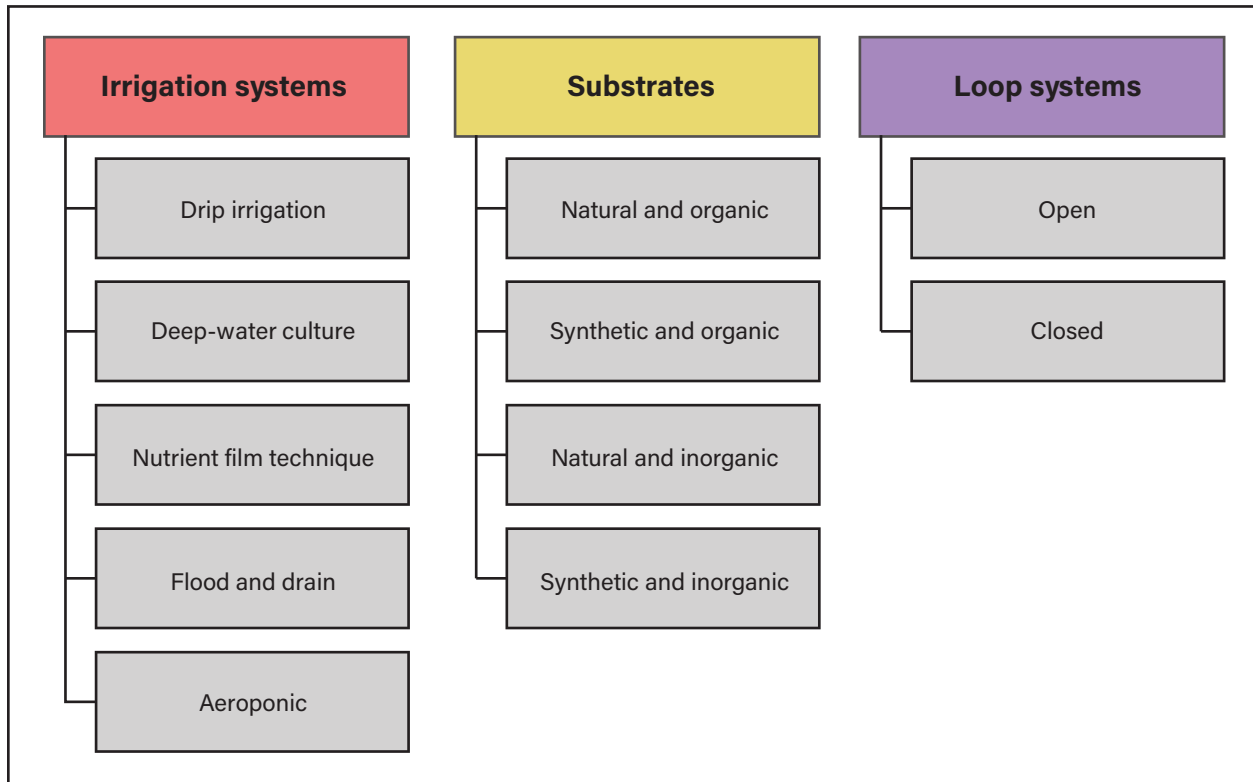 Irrigation systems
Drip irrigation
Deep-water culture
Nutrient film technique
Flood and drain
Aeroponic
Substrates
Natural and organic
Synthetic and organic
Natural and inorganic
Synthetic and inorganic
Loop systems
Open
Closed